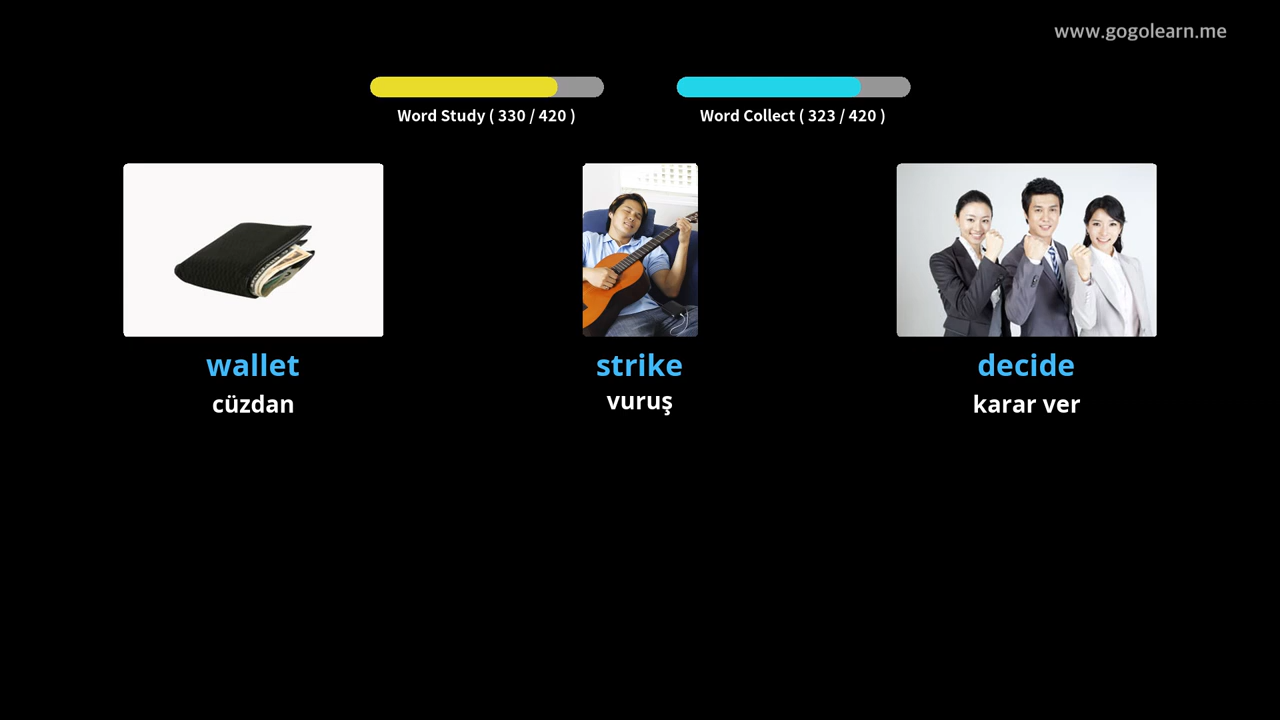 www.gogolearn.me
Word Study ( 330 / 420 )
Word Collect ( 323 / 420 )
wallet
cüzdan
strike
vuruş
decide
karar ver